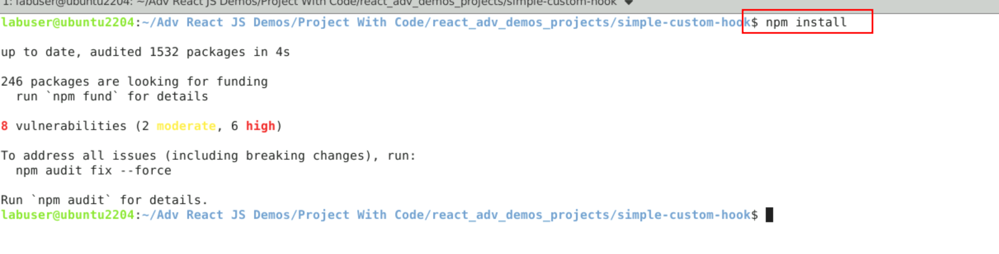 1: labuser@ubuntu2204: ~/Adv React JS Demos/Project With Code/react_adv_demos_projects/simple-custom-hook
labuser@ubuntu2204:~/Adv React JS Demos/Project With Code/react_adv_demos_projects/simple-custom-hook$ npm install
up to date, audited 1532 packages in 4s
246 packages are looking for funding
  run `npm fund` for details
8 vulnerabilities (2 moderate, 6 high)
To address all issues (including breaking changes), run:
  npm audit fix --force
Run `npm audit` for details.
labuser@ubuntu2204:~/Adv React JS Demos/Project With Code/react_adv_demos_projects/simple-custom-hook$